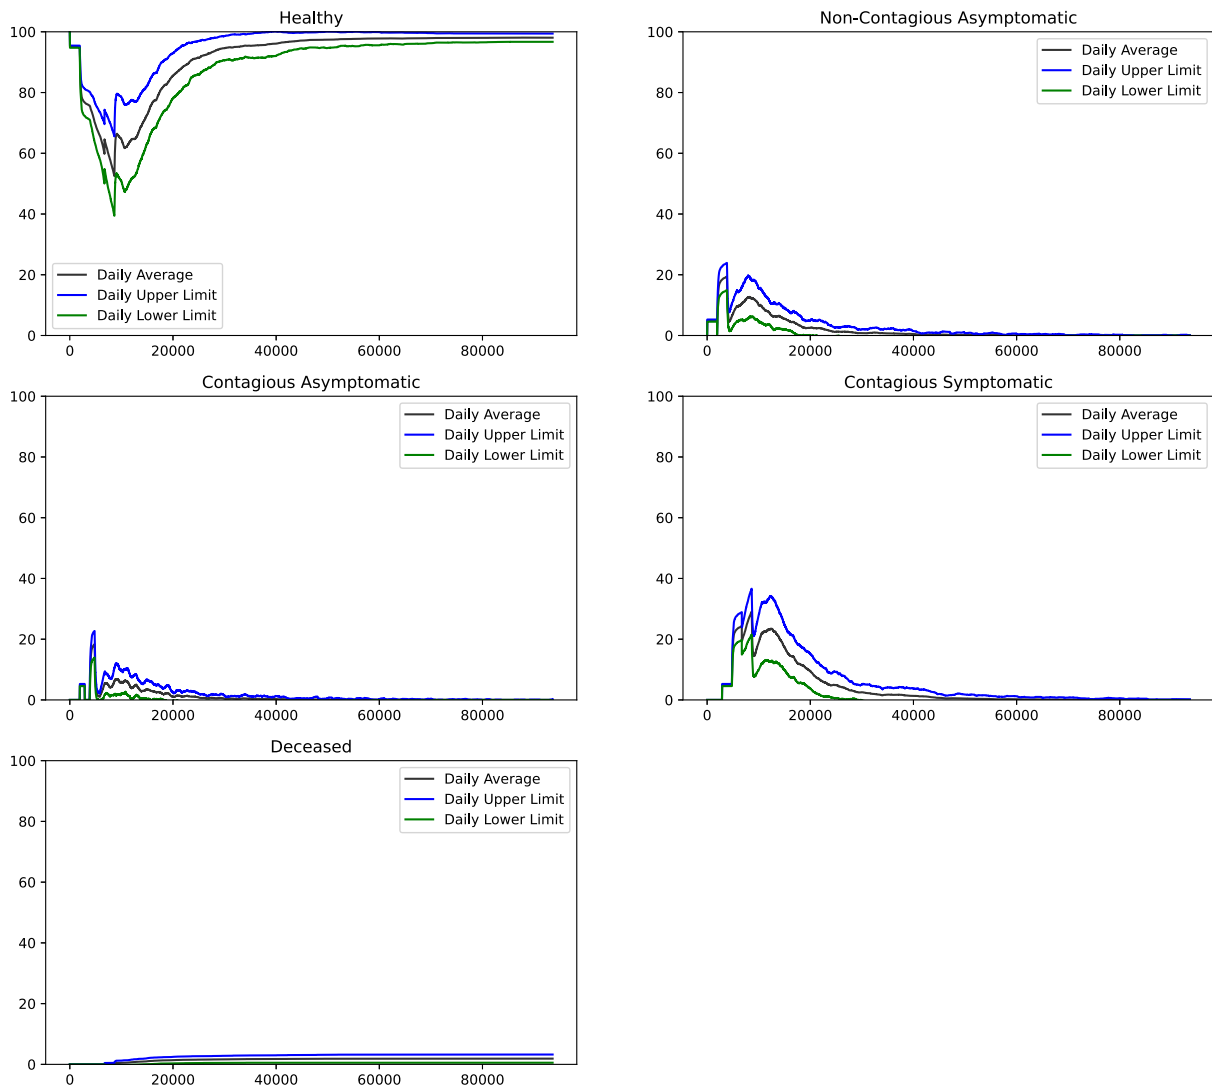 Healthy
100
80
60
40
20
0
Daily Average
Daily Upper Limit
Daily Lower Limit
0 20000 40000 60000 80000
Non-Contagious Asymptomatic
100
80
60
40
20
0
Daily Average
Daily Upper Limit
Daily Lower Limit
0 20000 40000 60000 80000
Contagious Asymptomatic
100
80
60
40
20
0
Daily Average
Daily Upper Limit
Daily Lower Limit
0 20000 40000 60000 80000
Contagious Symptomatic
100
80
60
40
20
0
Daily Average
Daily Upper Limit
Daily Lower Limit
0 20000 40000 60000 80000
Deceased
100
80
60
40
20
0
Daily Average
Daily Upper Limit
Daily Lower Limit
0 20000 40000 60000 80000